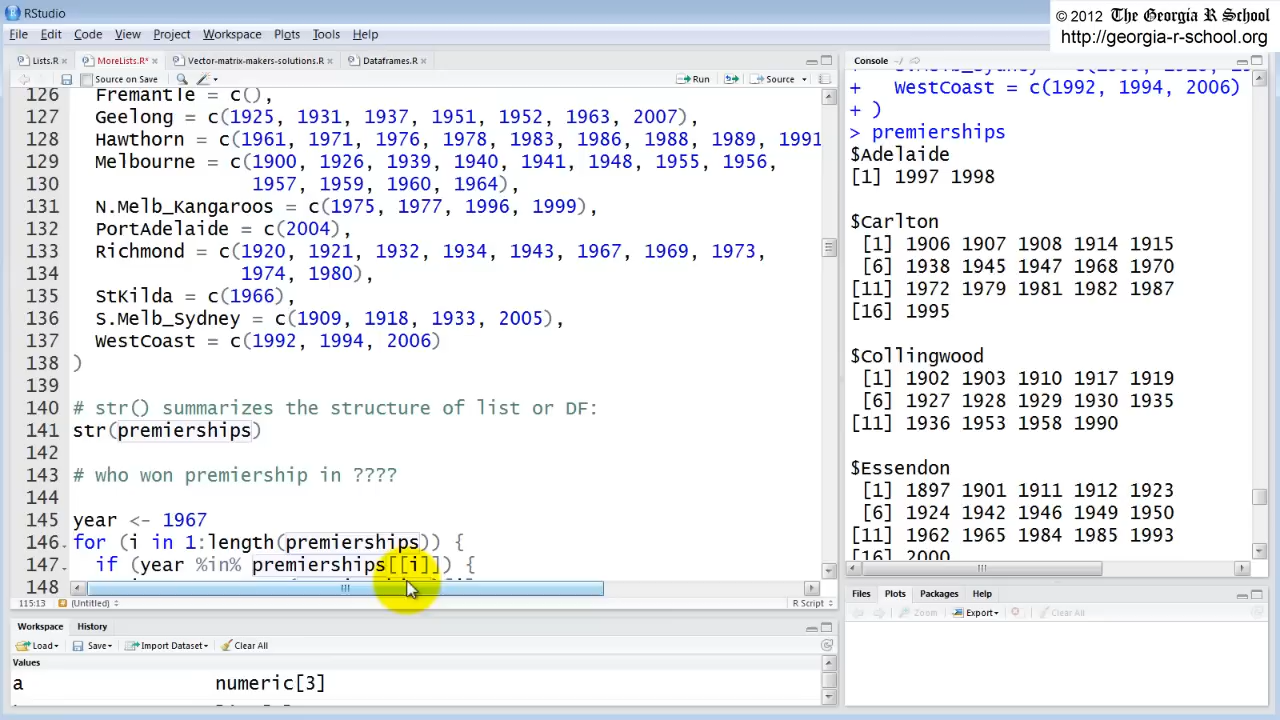 RStudio
© 2012 The Georgia R School
http://georgia-r-school.org
File Edit Code View Project Workspace Plots Tools Help
Lists.R × MoreLists.R* × Vector-matrix-makers-solutions.R × Dataframes.R ×
Source on Save Run Source
126 Fremantle = c(),
127 Geelong = c(1925, 1931, 1937, 1951, 1952, 1963, 2007),
128 Hawthorn = c(1961, 1971, 1976, 1978, 1983, 1986, 1988, 1989, 1991
129 Melbourne = c(1900, 1926, 1939, 1940, 1941, 1948, 1955, 1956,
130 1957, 1959, 1960, 1964),
131 N.Melb_Kangaroos = c(1975, 1977, 1996, 1999),
132 PortAdelaide = c(2004),
133 Richmond = c(1920, 1921, 1932, 1934, 1943, 1967, 1969, 1973,
134 1974, 1980),
135 StKilda = c(1966),
136 S.Melb_Sydney = c(1909, 1918, 1933, 2005),
137 WestCoast = c(1992, 1994, 2006)
138 )
139
140 # str() summarizes the structure of list or DF:
141 str(premierships)
142
143 # who won premiership in ????
144
145 year <- 1967
146 for (i in 1:length(premierships)) {
147 if (year %in% premierships[[i]]) {
148
115:13 (Untitled) R Script
Workspace History
Load Save Import Dataset Clear All
Values
a numeric[3]
Console ~/
+ WestCoast = c(1992, 1994, 2006)
+ )
> premierships
$Adelaide
[1] 1997 1998
$Carlton
[1] 1906 1907 1908 1914 1915
[6] 1938 1945 1947 1968 1970
[11] 1972 1979 1981 1982 1987
[16] 1995
$Collingwood
[1] 1902 1903 1910 1917 1919
[6] 1927 1928 1929 1930 1935
[11] 1936 1953 1958 1990
$Essendon
[1] 1897 1901 1911 1912 1923
[6] 1924 1942 1946 1949 1950
[11] 1962 1965 1984 1985 1993
[16] 2000
Files Plots Packages Help
Zoom Export Clear All